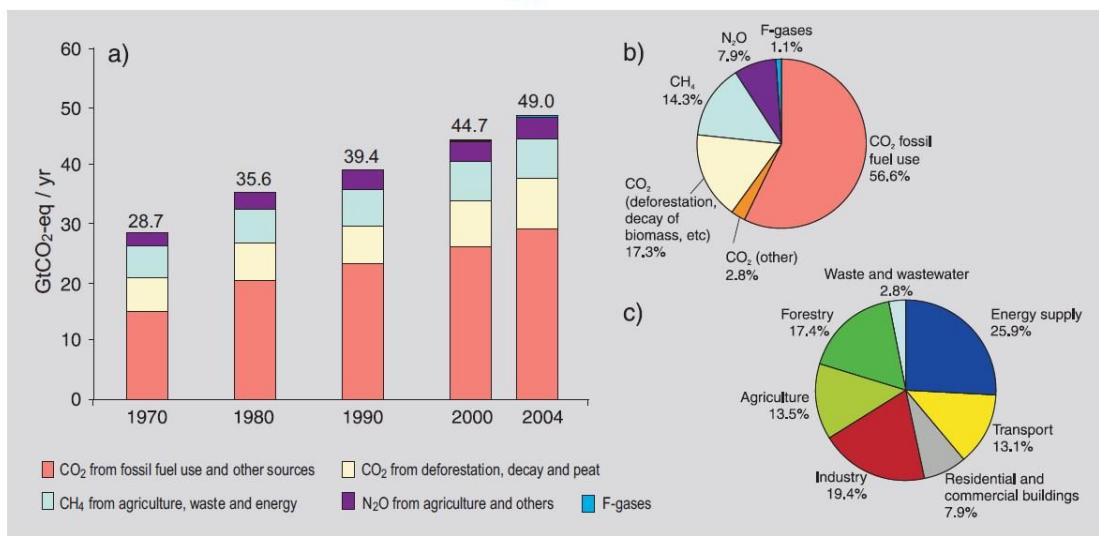 a)
GtCO₂-eq / yr
60
50
40
30
20
10
0
28.7
35.6
39.4
44.7
49.0
1970
1980
1990
2000
2004
CO₂ from fossil fuel use and other sources
CO₂ from deforestation, decay and peat
CH₄ from agriculture, waste and energy
N₂O from agriculture and others
F-gases
b)
F-gases
1.1%
N₂O
7.9%
CH₄
14.3%
CO₂ fossil
fuel use
56.6%
CO₂
(deforestation,
decay of
biomass, etc)
17.3%
CO₂ (other)
2.8%
c)
Waste and wastewater
2.8%
Forestry
17.4%
Energy supply
25.9%
Agriculture
13.5%
Transport
13.1%
Industry
19.4%
Residential and
commercial buildings
7.9%